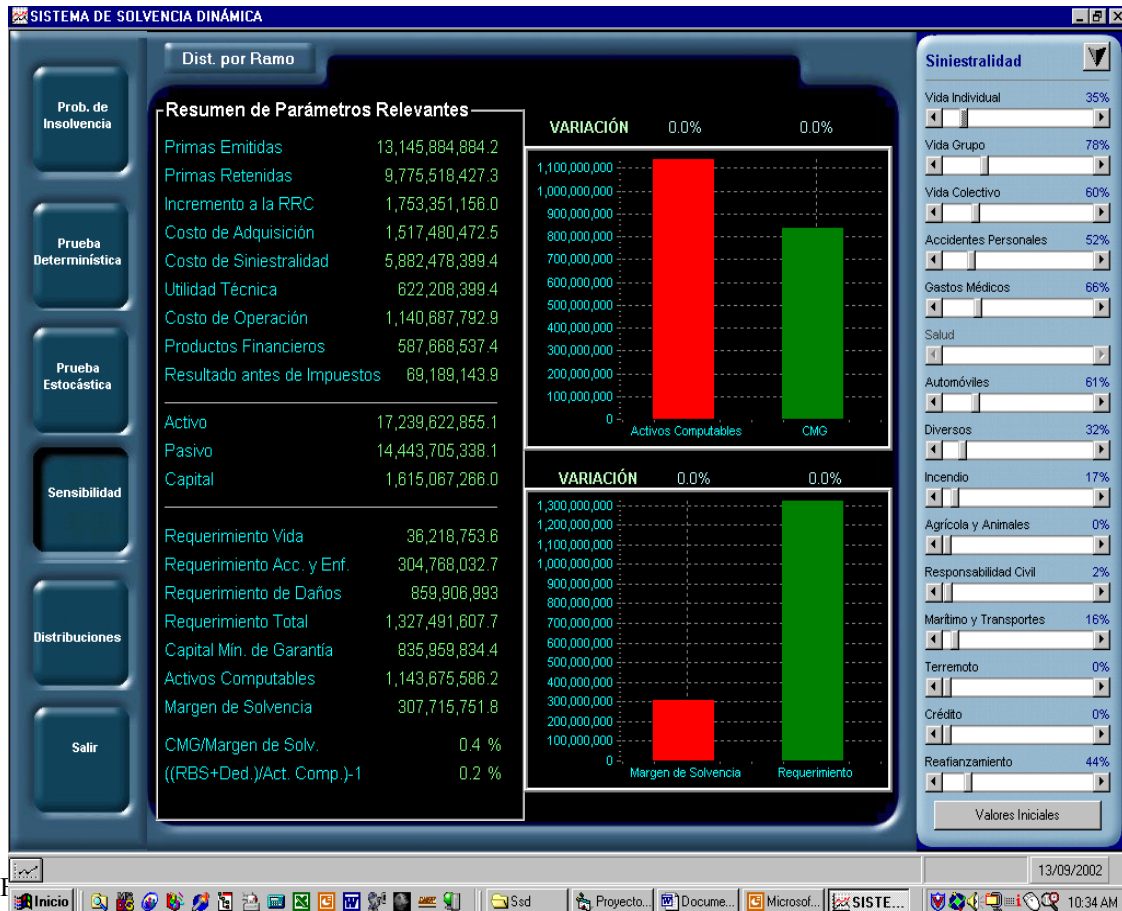 SISTEMA DE SOLVENCIA DINÁMICA
Prob. de
Insolvencia
Prueba
Determinística
Prueba
Estocástica
Sensibilidad
Distribuciones
Salir
Dist. por Ramo
Resumen de Parámetros Relevantes
Primas Emitidas 13,145,884,884.2
Primas Retenidas 9,775,518,427.3
Incremento a la RRC 1,753,351,156.0
Costo de Adquisición 1,517,480,472.5
Costo de Siniestralidad 5,882,478,399.4
Utilidad Técnica 622,208,399.4
Costo de Operación 1,140,687,792.9
Productos Financieros 587,668,537.4
Resultado antes de Impuestos 69,189,143.9
Activo 17,239,622,855.1
Pasivo 14,443,705,338.1
Capital 1,615,067,266.0
Requerimiento Vida 36,218,753.6
Requerimiento Acc. y Enf. 304,768,032.7
Requerimiento de Daños 859,906,993
Requerimiento Total 1,327,491,607.7
Capital Mín. de Garantía 835,959,834.4
Activos Computables 1,143,675,586.2
Margen de Solvencia 307,715,751.8
CMG/Margen de Solv. 0.4 %
((RBS+Ded.)/Act. Comp.)-1 0.2 %
VARIACIÓN 0.0% 0.0%
1,100,000,000
1,000,000,000
900,000,000
800,000,000
700,000,000
600,000,000
500,000,000
400,000,000
300,000,000
200,000,000
100,000,000
0
Activos Computables CMG
VARIACIÓN 0.0% 0.0%
1,300,000,000
1,200,000,000
1,100,000,000
1,000,000,000
900,000,000
800,000,000
700,000,000
600,000,000
500,000,000
400,000,000
300,000,000
200,000,000
100,000,000
0
Margen de Solvencia Requerimiento
Siniestralidad
Vida Individual 35%
Vida Grupo 78%
Vida Colectivo 60%
Accidentes Personales 52%
Gastos Médicos 66%
Salud
Automóviles 61%
Diversos 32%
Incendio 17%
Agrícola y Animales 0%
Responsabilidad Civil 2%
Marítimo y Transportes 16%
Terremoto 0%
Crédito 0%
Reafianzamiento 44%
Valores Iniciales
13/09/2002
Inicio Ssd Proyecto... Docume... Microsof... SISTE... 10:34 AM